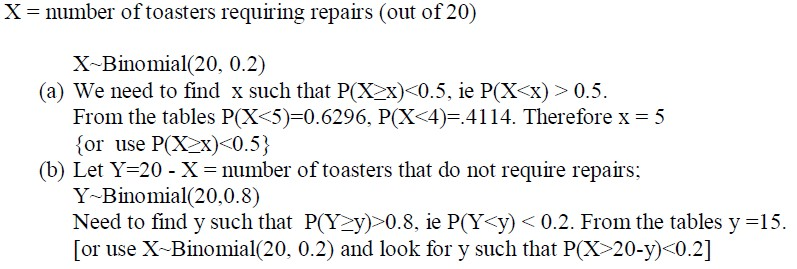 X = number of toasters requiring repairs (out of 20)
X~Binomial(20, 0.2)
(a) We need to find x such that P(X≥x)<0.5, ie P(X<x) > 0.5.
From the tables P(X<5)=0.6296, P(X<4)=.4114. Therefore x = 5
{or use P(X≥x)<0.5}
(b) Let Y=20 - X = number of toasters that do not require repairs;
Y~Binomial(20,0.8)
Need to find y such that P(Y≥y)>0.8, ie P(Y<y) < 0.2. From the tables y =15.
[or use X~Binomial(20, 0.2) and look for y such that P(X>20-y)<0.2]